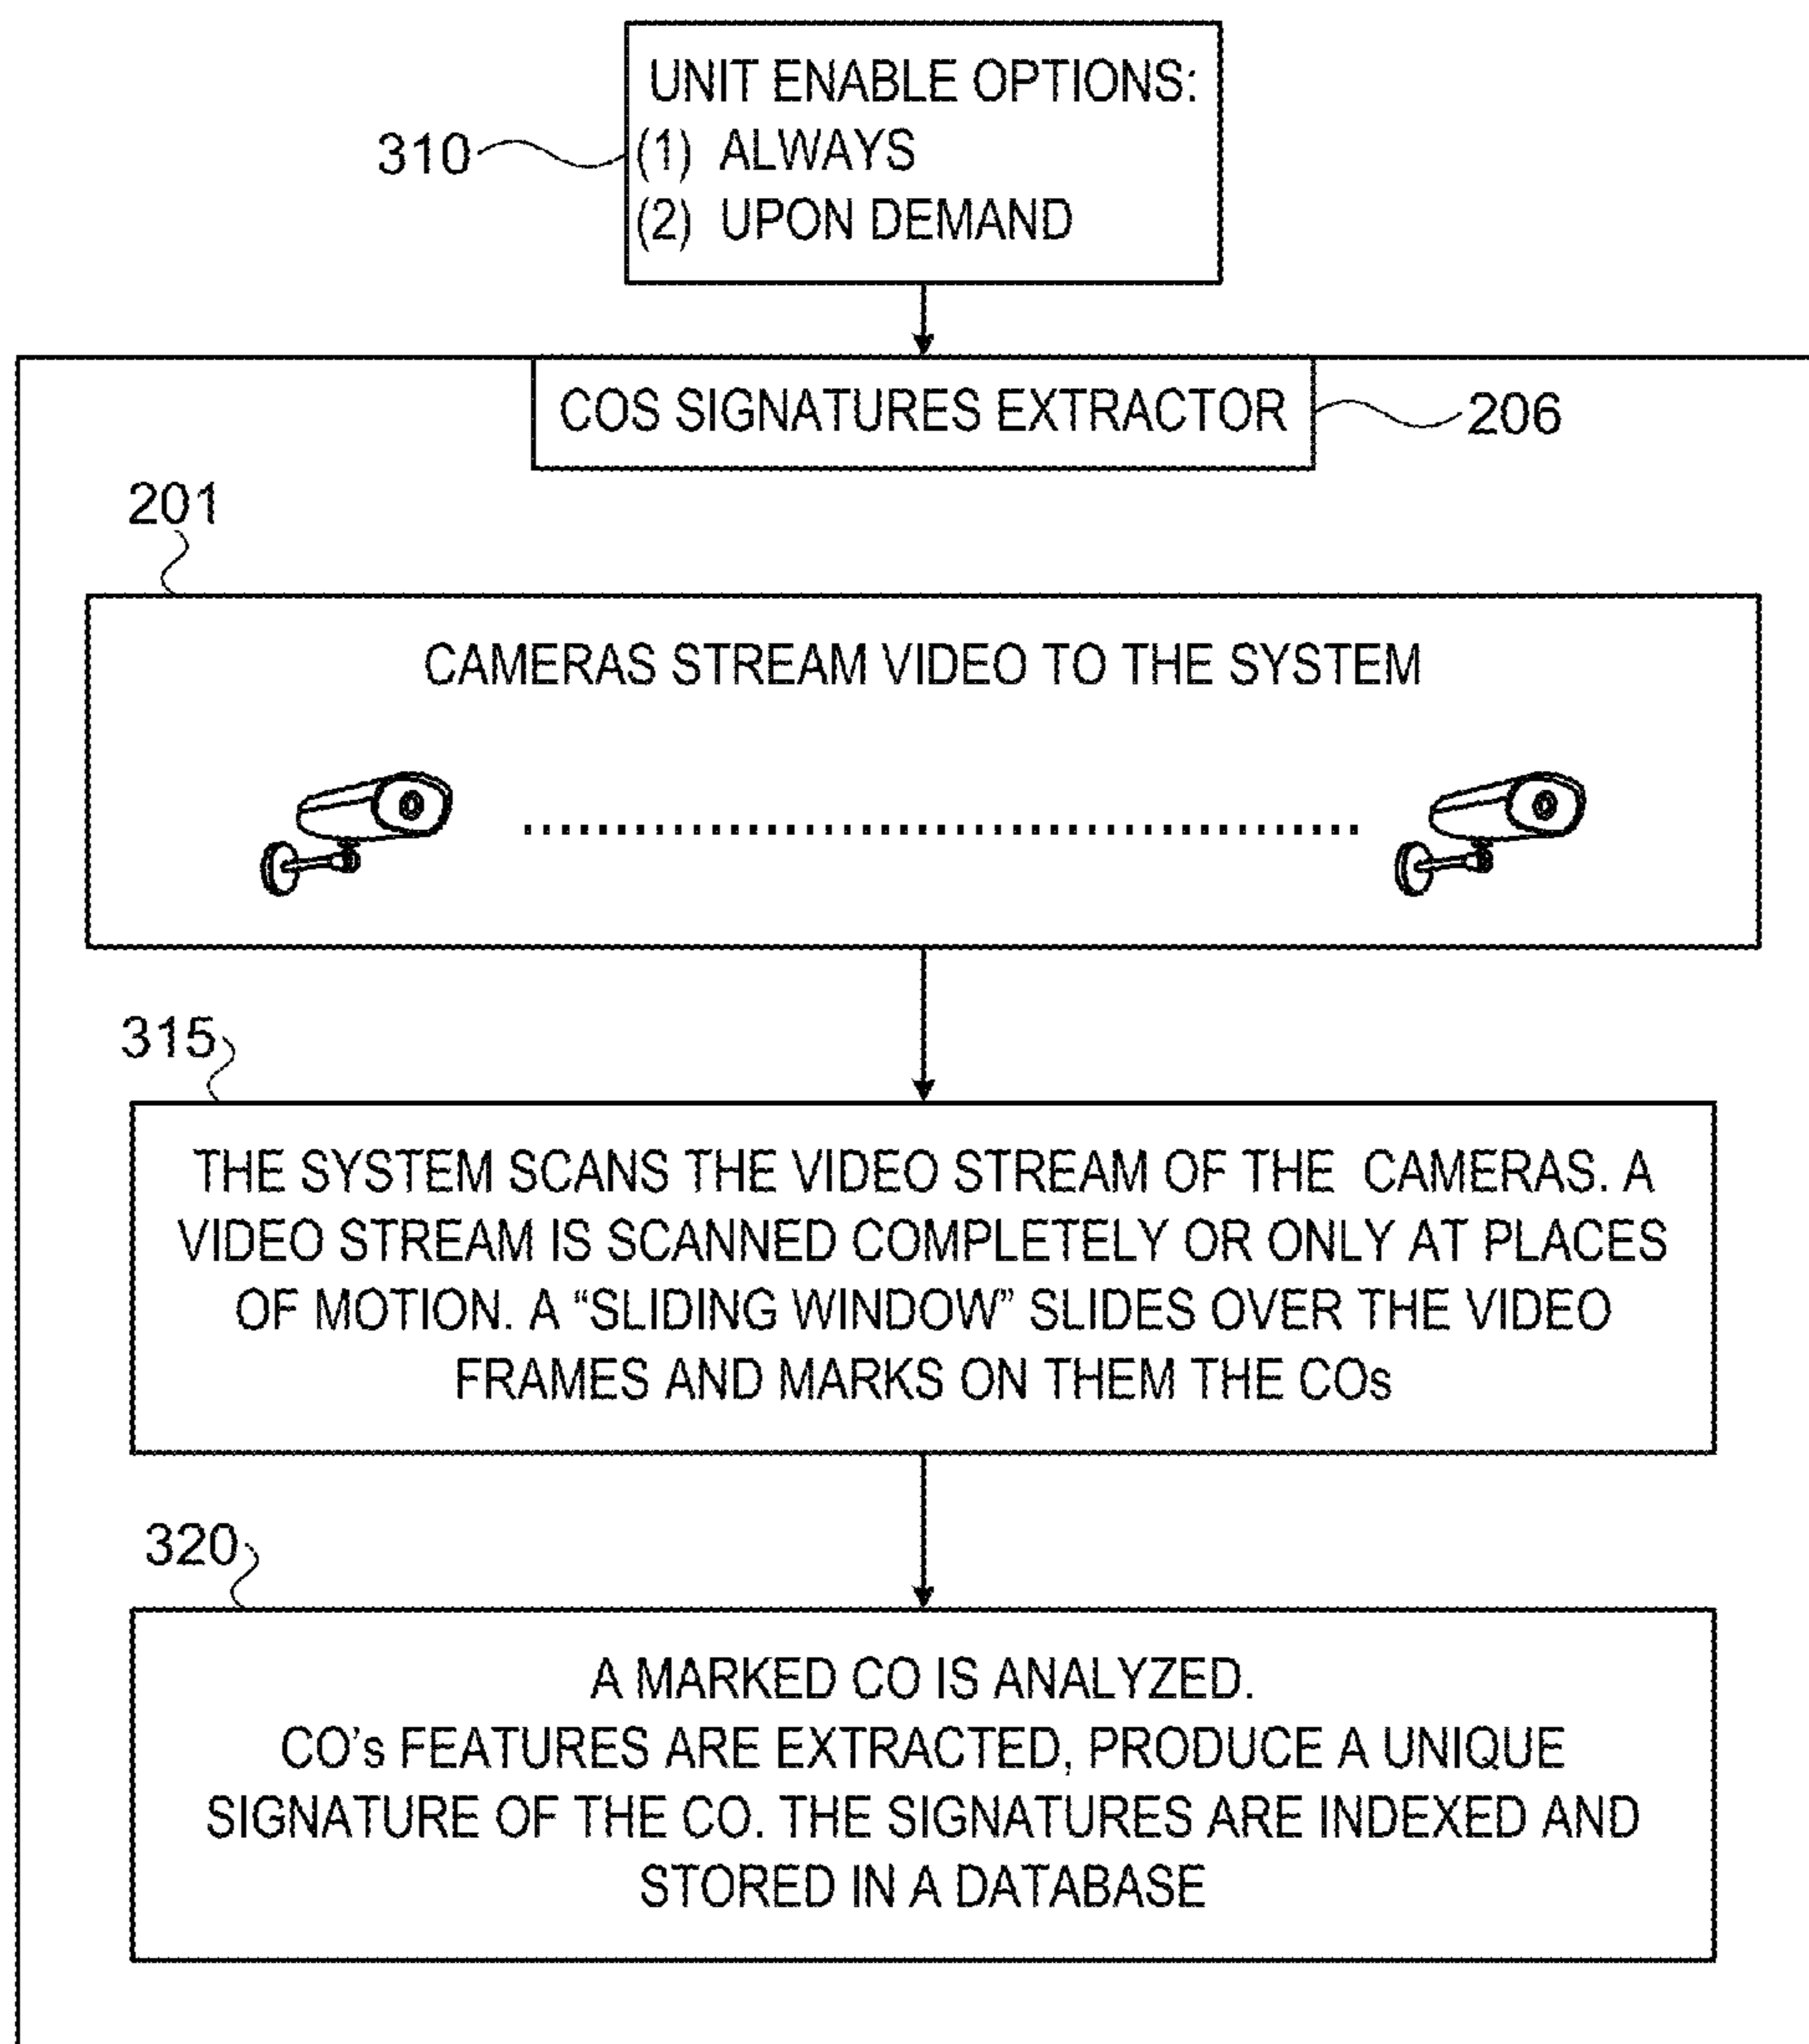 UNIT ENABLE OPTIONS:
310
(1) ALWAYS
(2) UPON DEMAND
COS SIGNATURES EXTRACTOR
206
201
CAMERAS STREAM VIDEO TO THE SYSTEM
315
THE SYSTEM SCANS THE VIDEO STREAM OF THE CAMERAS. A
VIDEO STREAM IS SCANNED COMPLETELY OR ONLY AT PLACES
OF MOTION. A “SLIDING WINDOW” SLIDES OVER THE VIDEO
FRAMES AND MARKS ON THEM THE COs
320
A MARKED CO IS ANALYZED.
CO’s FEATURES ARE EXTRACTED, PRODUCE A UNIQUE
SIGNATURE OF THE CO. THE SIGNATURES ARE INDEXED AND
STORED IN A DATABASE